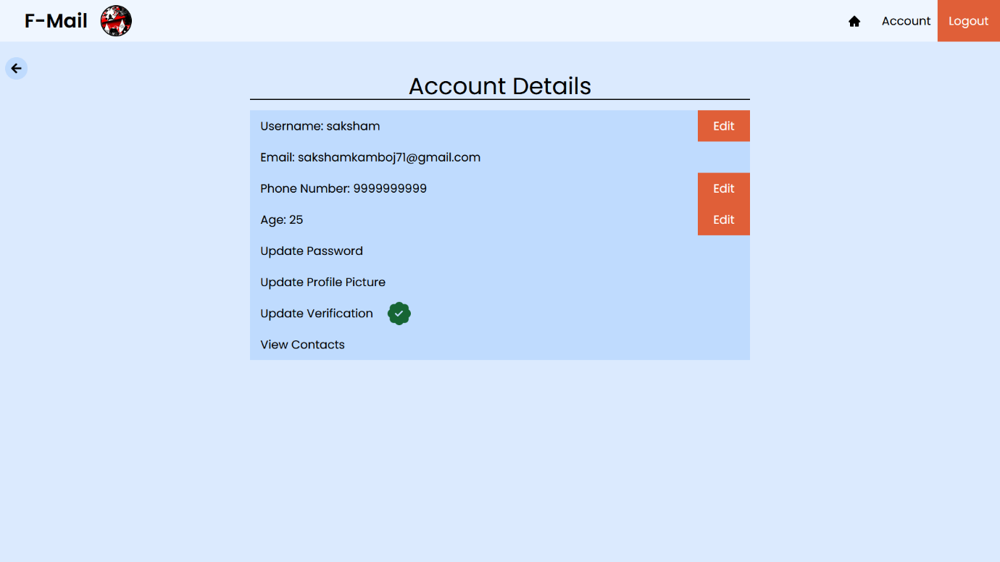 F-Mail
Account
Logout
Account Details
Username: saksham
Edit
Email: sakshamkamboj71@gmail.com
Phone Number: 9999999999
Edit
Age: 25
Edit
Update Password
Update Profile Picture
Update Verification
View Contacts